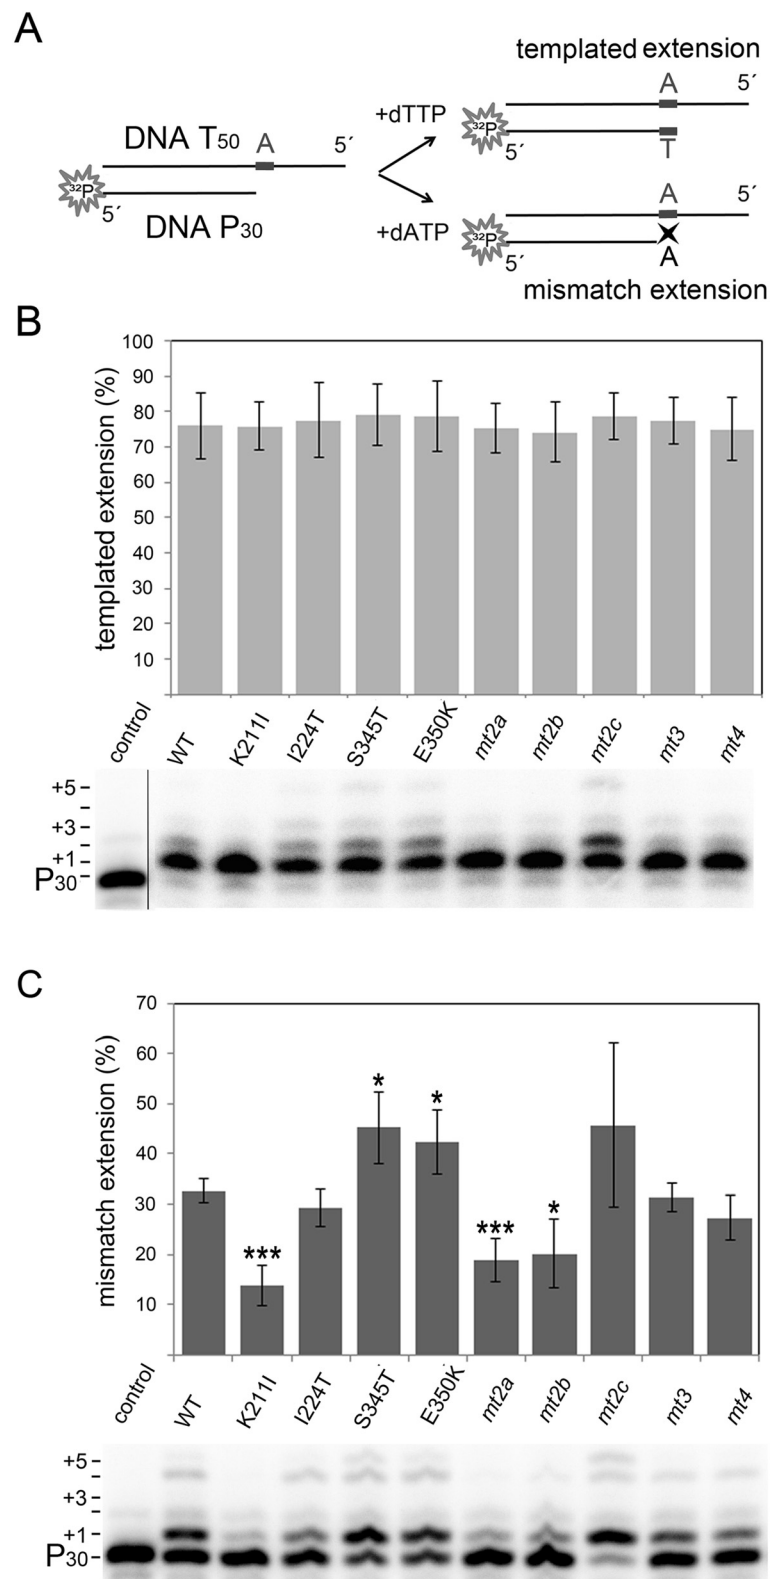 A
templated extension
A
5´
+dTTP
³²P
5´
T
DNA T50
A
5´
³²P
5´
DNA P30
A
5´
+dATP
³²P
5´
A
mismatch extension
B
templated extension (%)
100
90
80
70
60
50
40
30
20
10
control
WT
K211I
I224T
S345T
E350K
mt2a
mt2b
mt2c
mt3
mt4
+5
+3
+1
P30
C
mismatch extension (%)
70
60
50
40
30
20
10
***
*
*
***
*
control
WT
K211I
I224T
S345T
E350K
mt2a
mt2b
mt2c
mt3
mt4
+5
+3
+1
P30